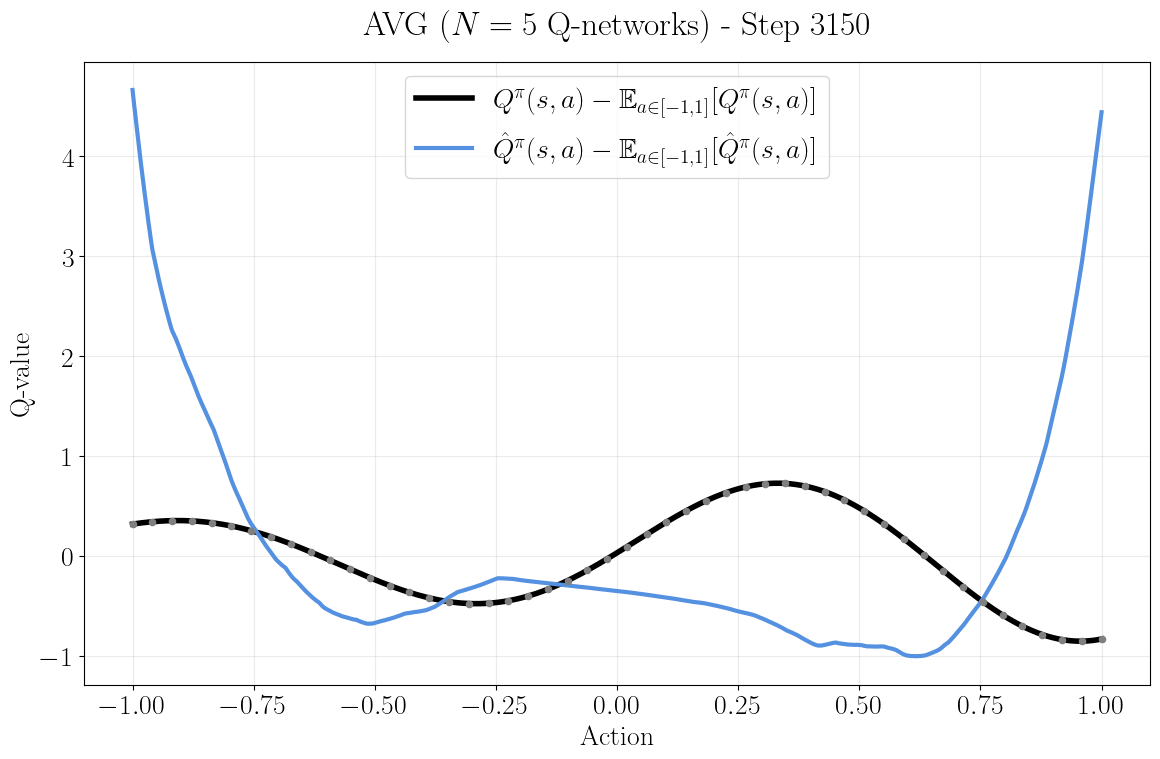 AVG (N = 5 Q-networks) - Step 3150
Q^π(s, a) − 𝔼_{a∈[−1,1]}[Q^π(s, a)]
Q̂^π(s, a) − 𝔼_{a∈[−1,1]}[Q̂^π(s, a)]
Q-value
4
3
2
1
0
−1
−1.00 −0.75 −0.50 −0.25 0.00 0.25 0.50 0.75 1.00
Action